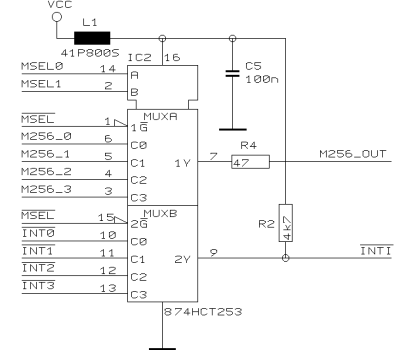 VCC
L1
41P800S
IC2 16
MSEL0 14 A
MSEL1 2 B
C5
100n
MUXA
MSEL 1 1G
M256_0 6 C0
M256_1 5 C1 1Y 7
M256_2 4 C2
M256_3 3 C3
R4
47
M256_OUT
MUXB
MSEL 15 2G
INT0 10 C0
INT1 11 C1 2Y 9
INT2 12 C2
INT3 13 C3
R2
4k7
INTI
8 74HCT253